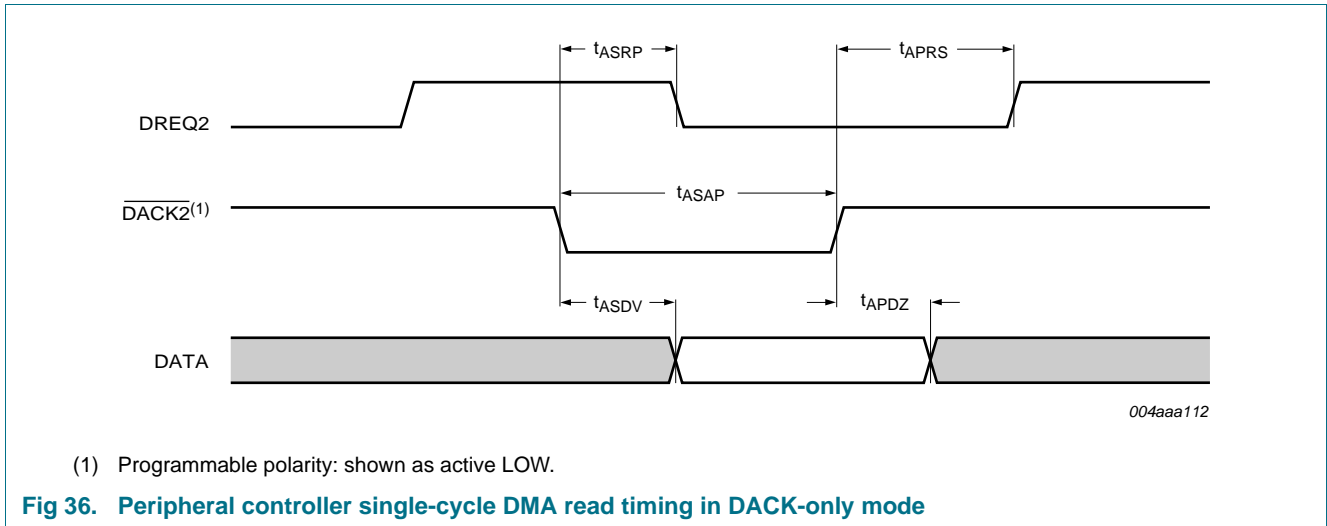 tASRP
tAPRS
DREQ2
tASAP
DACK2(1)
tASDV
tAPDZ
DATA
004aaa112
(1) Programmable polarity: shown as active LOW.
Fig 36. Peripheral controller single-cycle DMA read timing in DACK-only mode